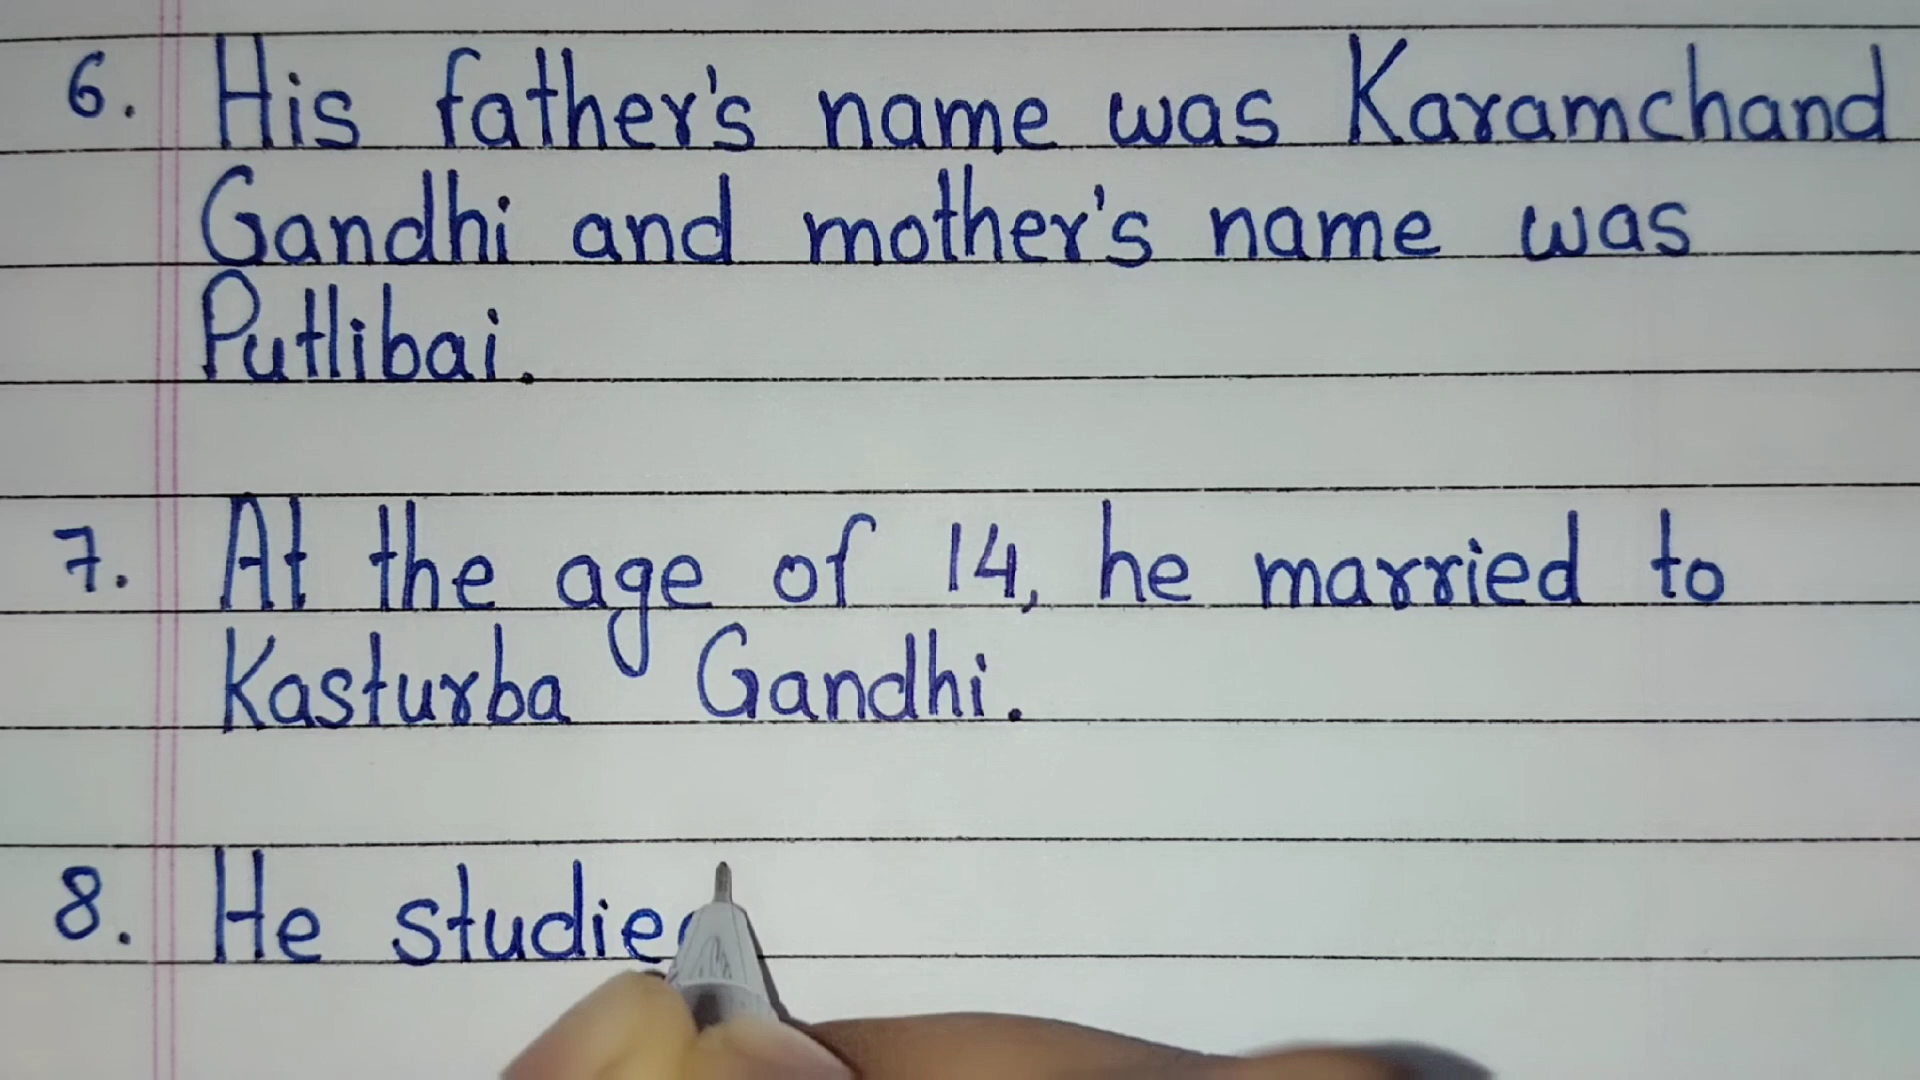 6. His father's name was Karamchand
Gandhi and mother's name was
Putlibai.
7. At the age of 14, he married to
Kasturba Gandhi.
8. He